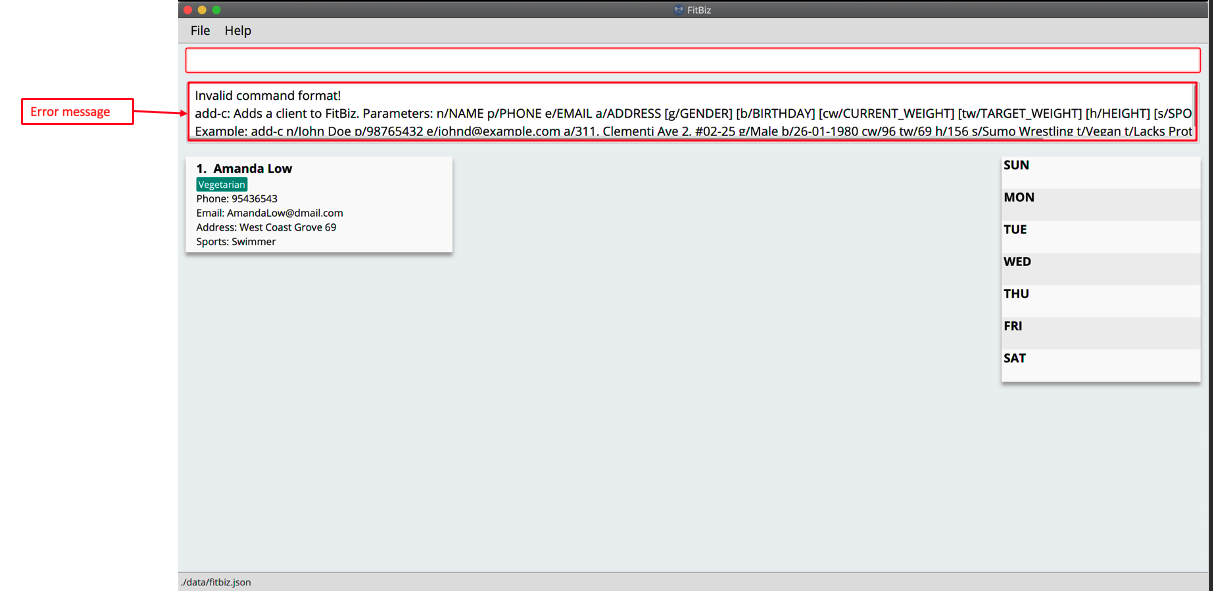 FitBiz
File Help
Error message
Invalid command format!
add-c: Adds a client to FitBiz. Parameters: n/NAME p/PHONE e/EMAIL a/ADDRESS [g/GENDER] [b/BIRTHDAY] [cw/CURRENT_WEIGHT] [tw/TARGET_WEIGHT] [h/HEIGHT] [s/SPO
Example: add-c n/John Doe p/98765432 e/johnd@example.com a/311, Clementi Ave 2, #02-25 g/Male b/26-01-1980 cw/96 tw/69 h/156 s/Sumo Wrestling t/Vegan t/Lacks Prot
1. Amanda Low
Vegetarian
Phone: 95436543
Email: AmandaLow@dmail.com
Address: West Coast Grove 69
Sports: Swimmer
SUN
MON
TUE
WED
THU
FRI
SAT
./data/fitbiz.json